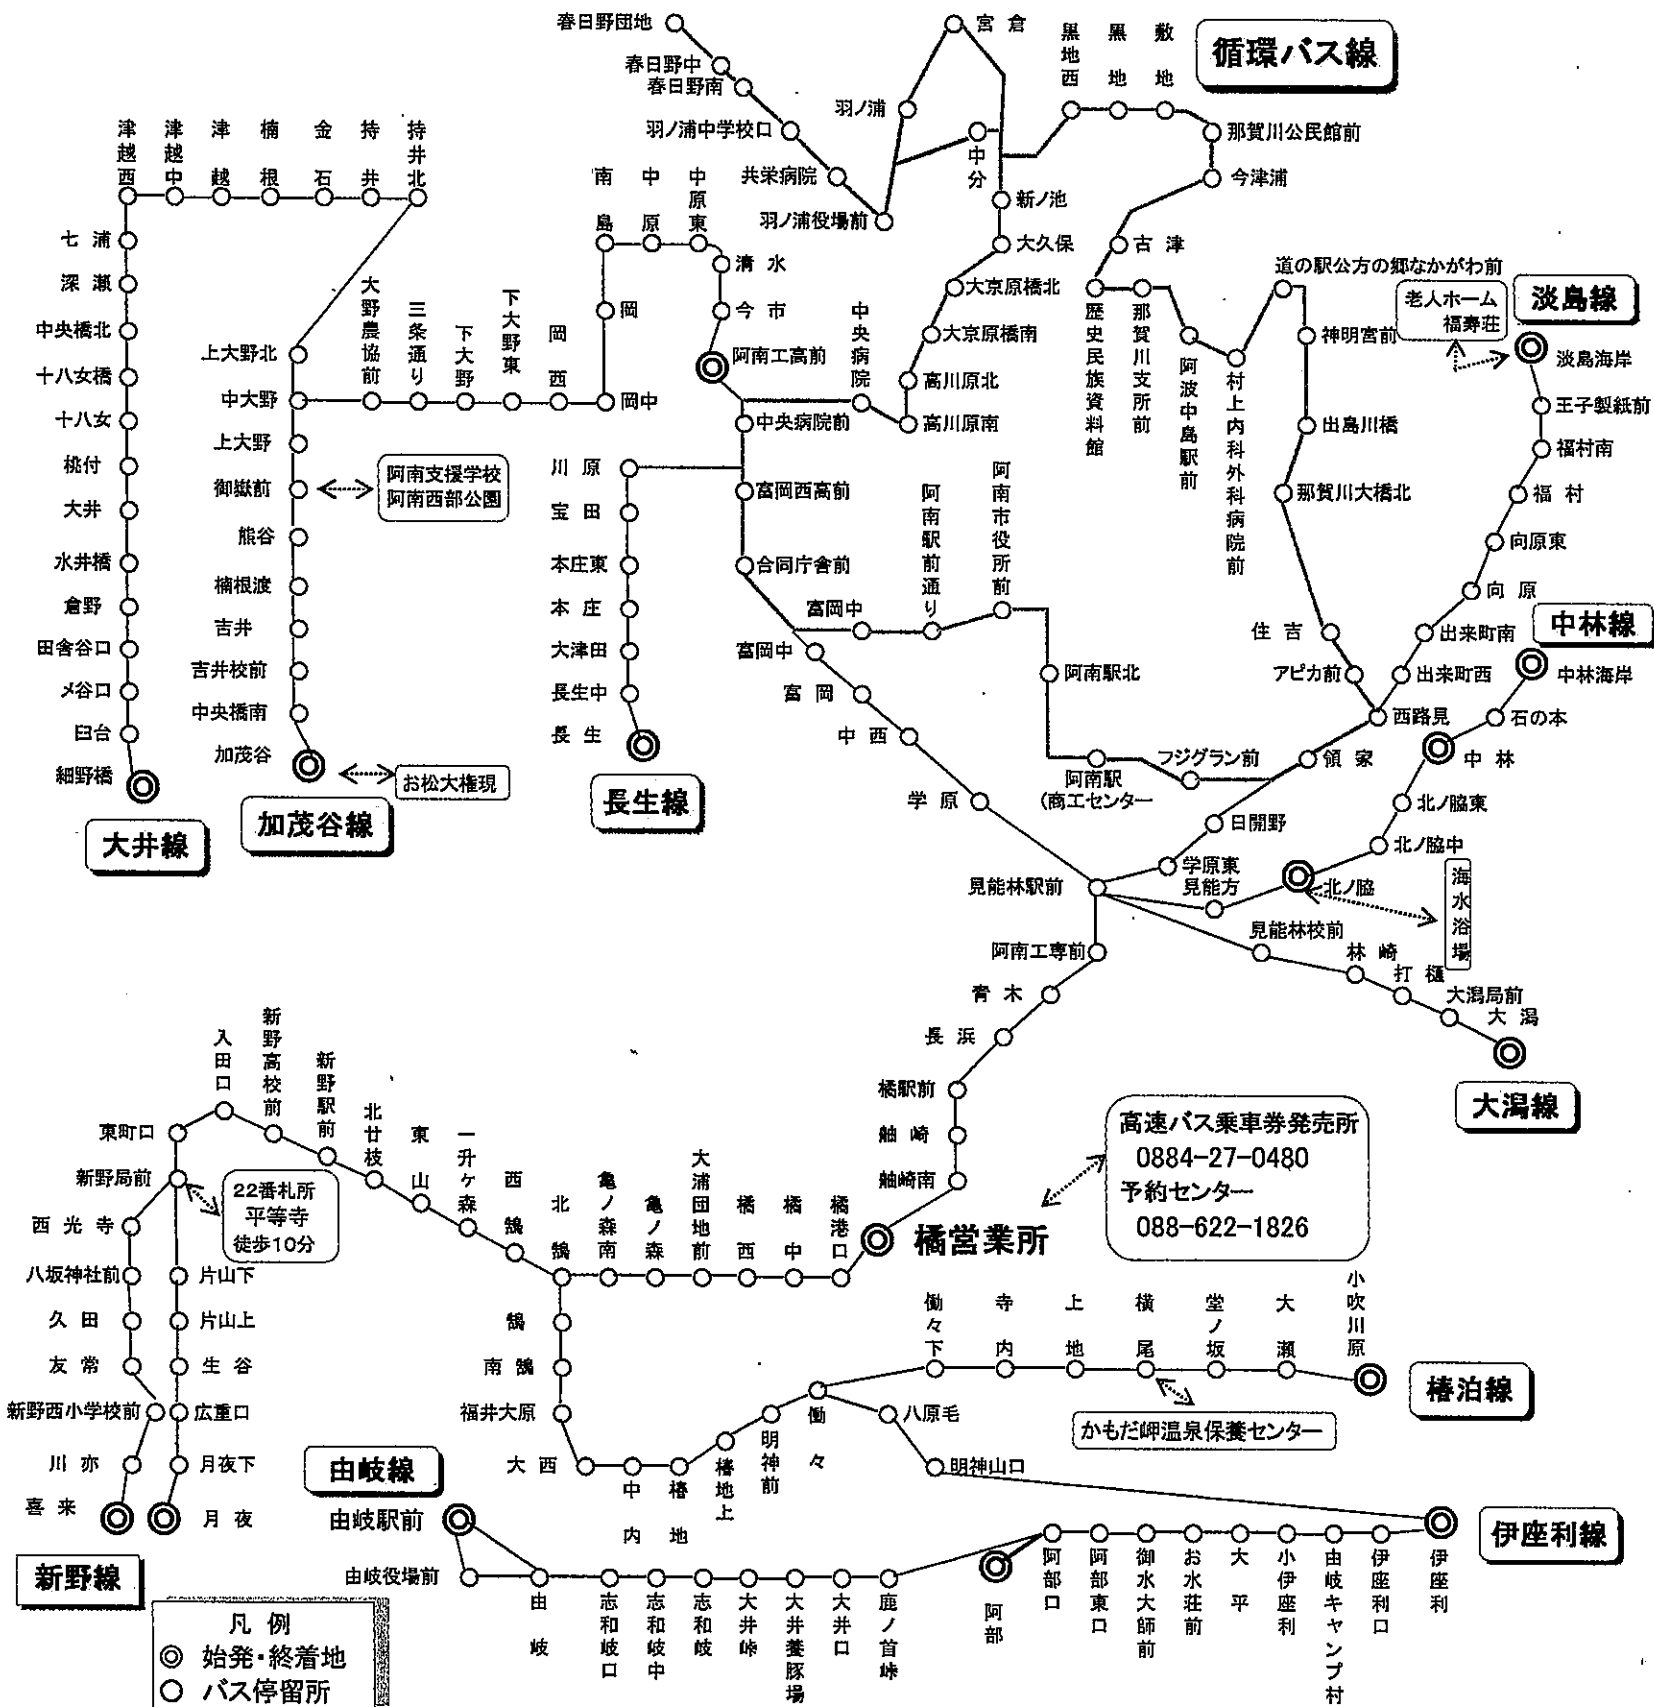 春日野団地
春日野中
春日野南
羽ノ浦中学校口
共栄病院
羽ノ浦役場前
羽ノ浦
宮倉
中分
新ノ池
大久保
大京原橋北
大京原橋南
高川原北
高川原南
中央病院
黒地西
黒地
敷地
循環バス線
那賀川公民館前
今津浦
古津
歴史民族資料館
那賀川支所前
阿波中島駅前
村上内科外科病院前
道の駅公方の郷なかがわ前
神明宮前
出島川橋
那賀川大橋北
住吉
アピカ前
西路見
領家
老人ホーム
福寿荘
淡島線
淡島海岸
王子製紙前
福村南
福村
向原東
向原
出来町南
出来町西
中林線
中林海岸
石の本
中林
北ノ脇東
北ノ脇中
北ノ脇
海水浴場
見能方
津越西
津越中
津越
楠根
金石
持井
持井北
七浦
深瀬
中央橋北
十八女橋
十八女
桃付
大井
水井橋
倉野
田舎谷口
メ谷口
臼台
細野橋
大井線
上大野北
中大野
上大野
御嶽前
阿南支援学校
阿南西部公園
熊谷
楠根渡
吉井
吉井校前
中央橋南
加茂谷
お松大権現
加茂谷線
大野農協前
三条通り
下大野
下大野東
岡西
岡中
岡
南島
中原
中原東
清水
今市
阿南工高前
中央病院前
川原
宝田
本庄東
本庄
大津田
長生中
長生
長生線
富岡西高前
合同庁舎前
富岡中
阿南駅前通り
阿南市役所前
阿南駅北
阿南駅
(商工センター
フジグラン前
富岡中
富岡
中西
学原
日開野
学原東
見能林駅前
見能林校前
林崎
打樋
大潟局前
大潟
大潟線
阿南工専前
青木
長浜
橘駅前
舳崎
舳崎南
橘営業所
高速バス乗車券発売所
0884-27-0480
予約センター
088-622-1826
橘港口
橘中
橘西
大浦団地前
亀ノ森
亀ノ森南
北鵠
西鵠
一升ヶ森
東山
北廿枝
新野駅前
新野高校前
入田口
東町口
新野局前
22番札所
平等寺
徒歩10分
西光寺
八坂神社前
久田
友常
新野西小学校前
川亦
喜来
片山下
片山上
生谷
広重口
月夜下
月夜
新野線
鵠
南鵠
福井大原
大西
中内
椿地
椿地上
明神前
働々
働々下
寺内
上地
横尾
堂ノ坂
大瀬
小吹川原
椿泊線
かもだ岬温泉保養センター
八原毛
明神山口
由岐線
由岐駅前
由岐役場前
由岐
志和岐口
志和岐中
志和岐
大井峠
大井養豚場
大井口
鹿ノ首峠
阿部
阿部口
阿部東口
御水大師前
お水荘前
大平
小伊座利
由岐キャンプ村
伊座利口
伊座利
伊座利線
凡例
◎ 始発・終着地
○ バス停留所